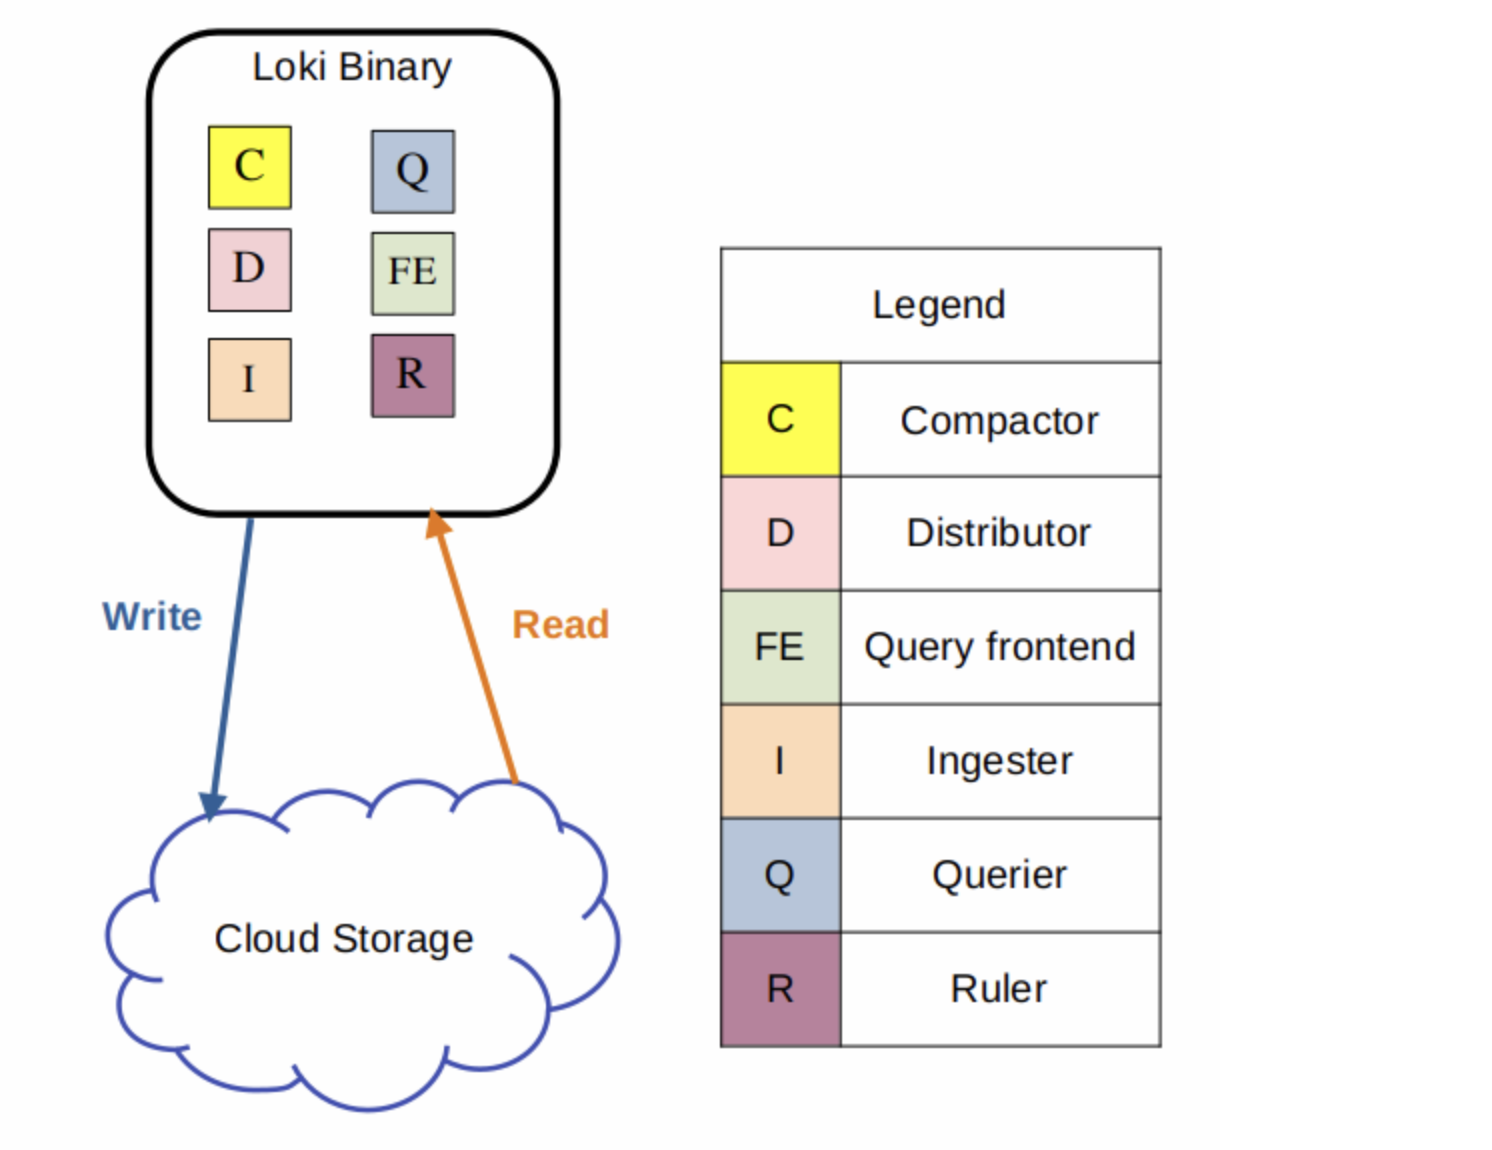 Loki Binary
C Q
D FE
I R
Write
Read
Cloud Storage
Legend
C Compactor
D Distributor
FE Query frontend
I Ingester
Q Querier
R Ruler